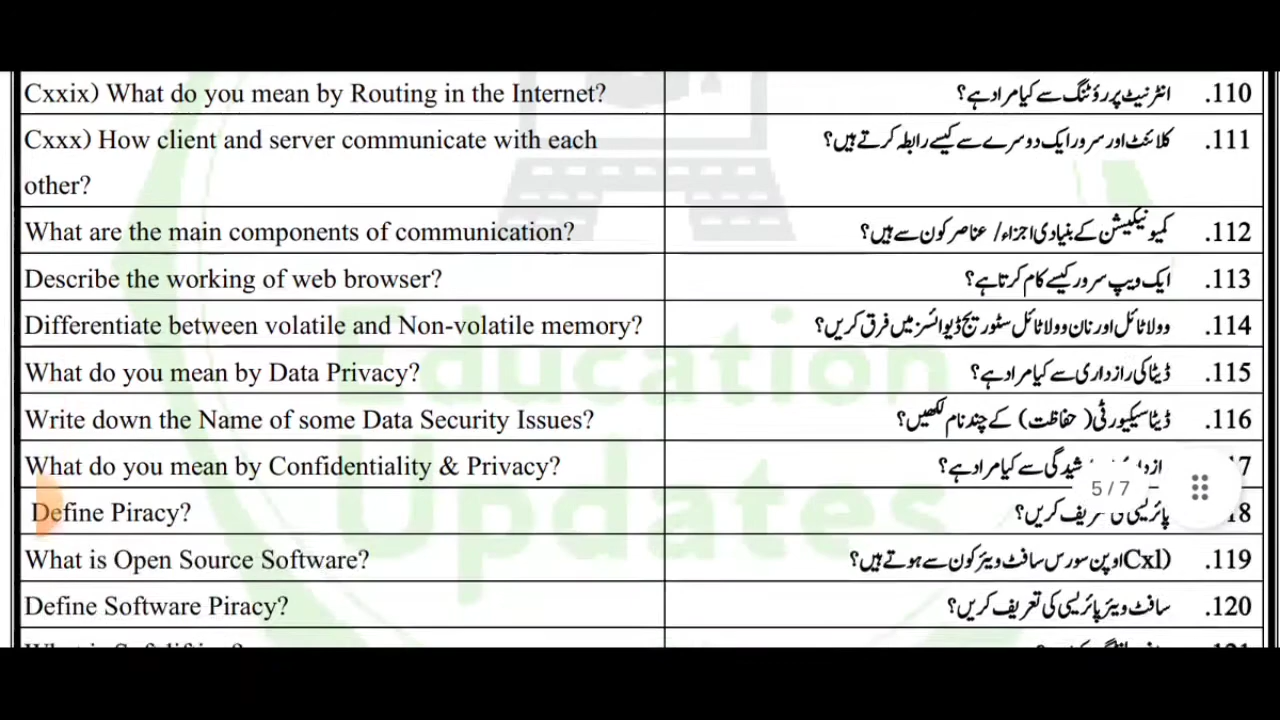 Cxxix) What do you mean by Routing in the Internet? انٹرنیٹ پر رؤٹنگ سے کیا مراد ہے؟ .110
Cxxx) How client and server communicate with each کلائنٹ اور سرور ایک دوسرے سے کیسے رابطہ کرتے ہیں؟ .111
other?
What are the main components of communication? کمیونیکیشن کے بنیادی اجزاء/ عناصر کون سے ہیں؟ .112
Describe the working of web browser? ایک ویب سرور کیسے کام کرتا ہے؟ .113
Differentiate between volatile and Non-volatile memory? وولاٹائل اور نان وولاٹائل سٹوریج ڈیوائسز میں فرق کریں؟ .114
What do you mean by Data Privacy? ڈیٹا کی رازداری سے کیا مراد ہے؟ .115
Write down the Name of some Data Security Issues? ڈیٹا سیکیورٹی( حفاظت) کے چند نام لکھیں؟ .116
What do you mean by Confidentiality & Privacy? سے کیا مراد ہے؟
5 / 7
Define Piracy? پائریسی کی تعریف کریں؟
What is Open Source Software? Cxl) اوپن سورس سافٹ ویئر کون سے ہوتے ہیں؟ .119
Define Software Piracy? سافٹ ویئر پائریسی کی تعریف کریں؟ .120
Education
Updates